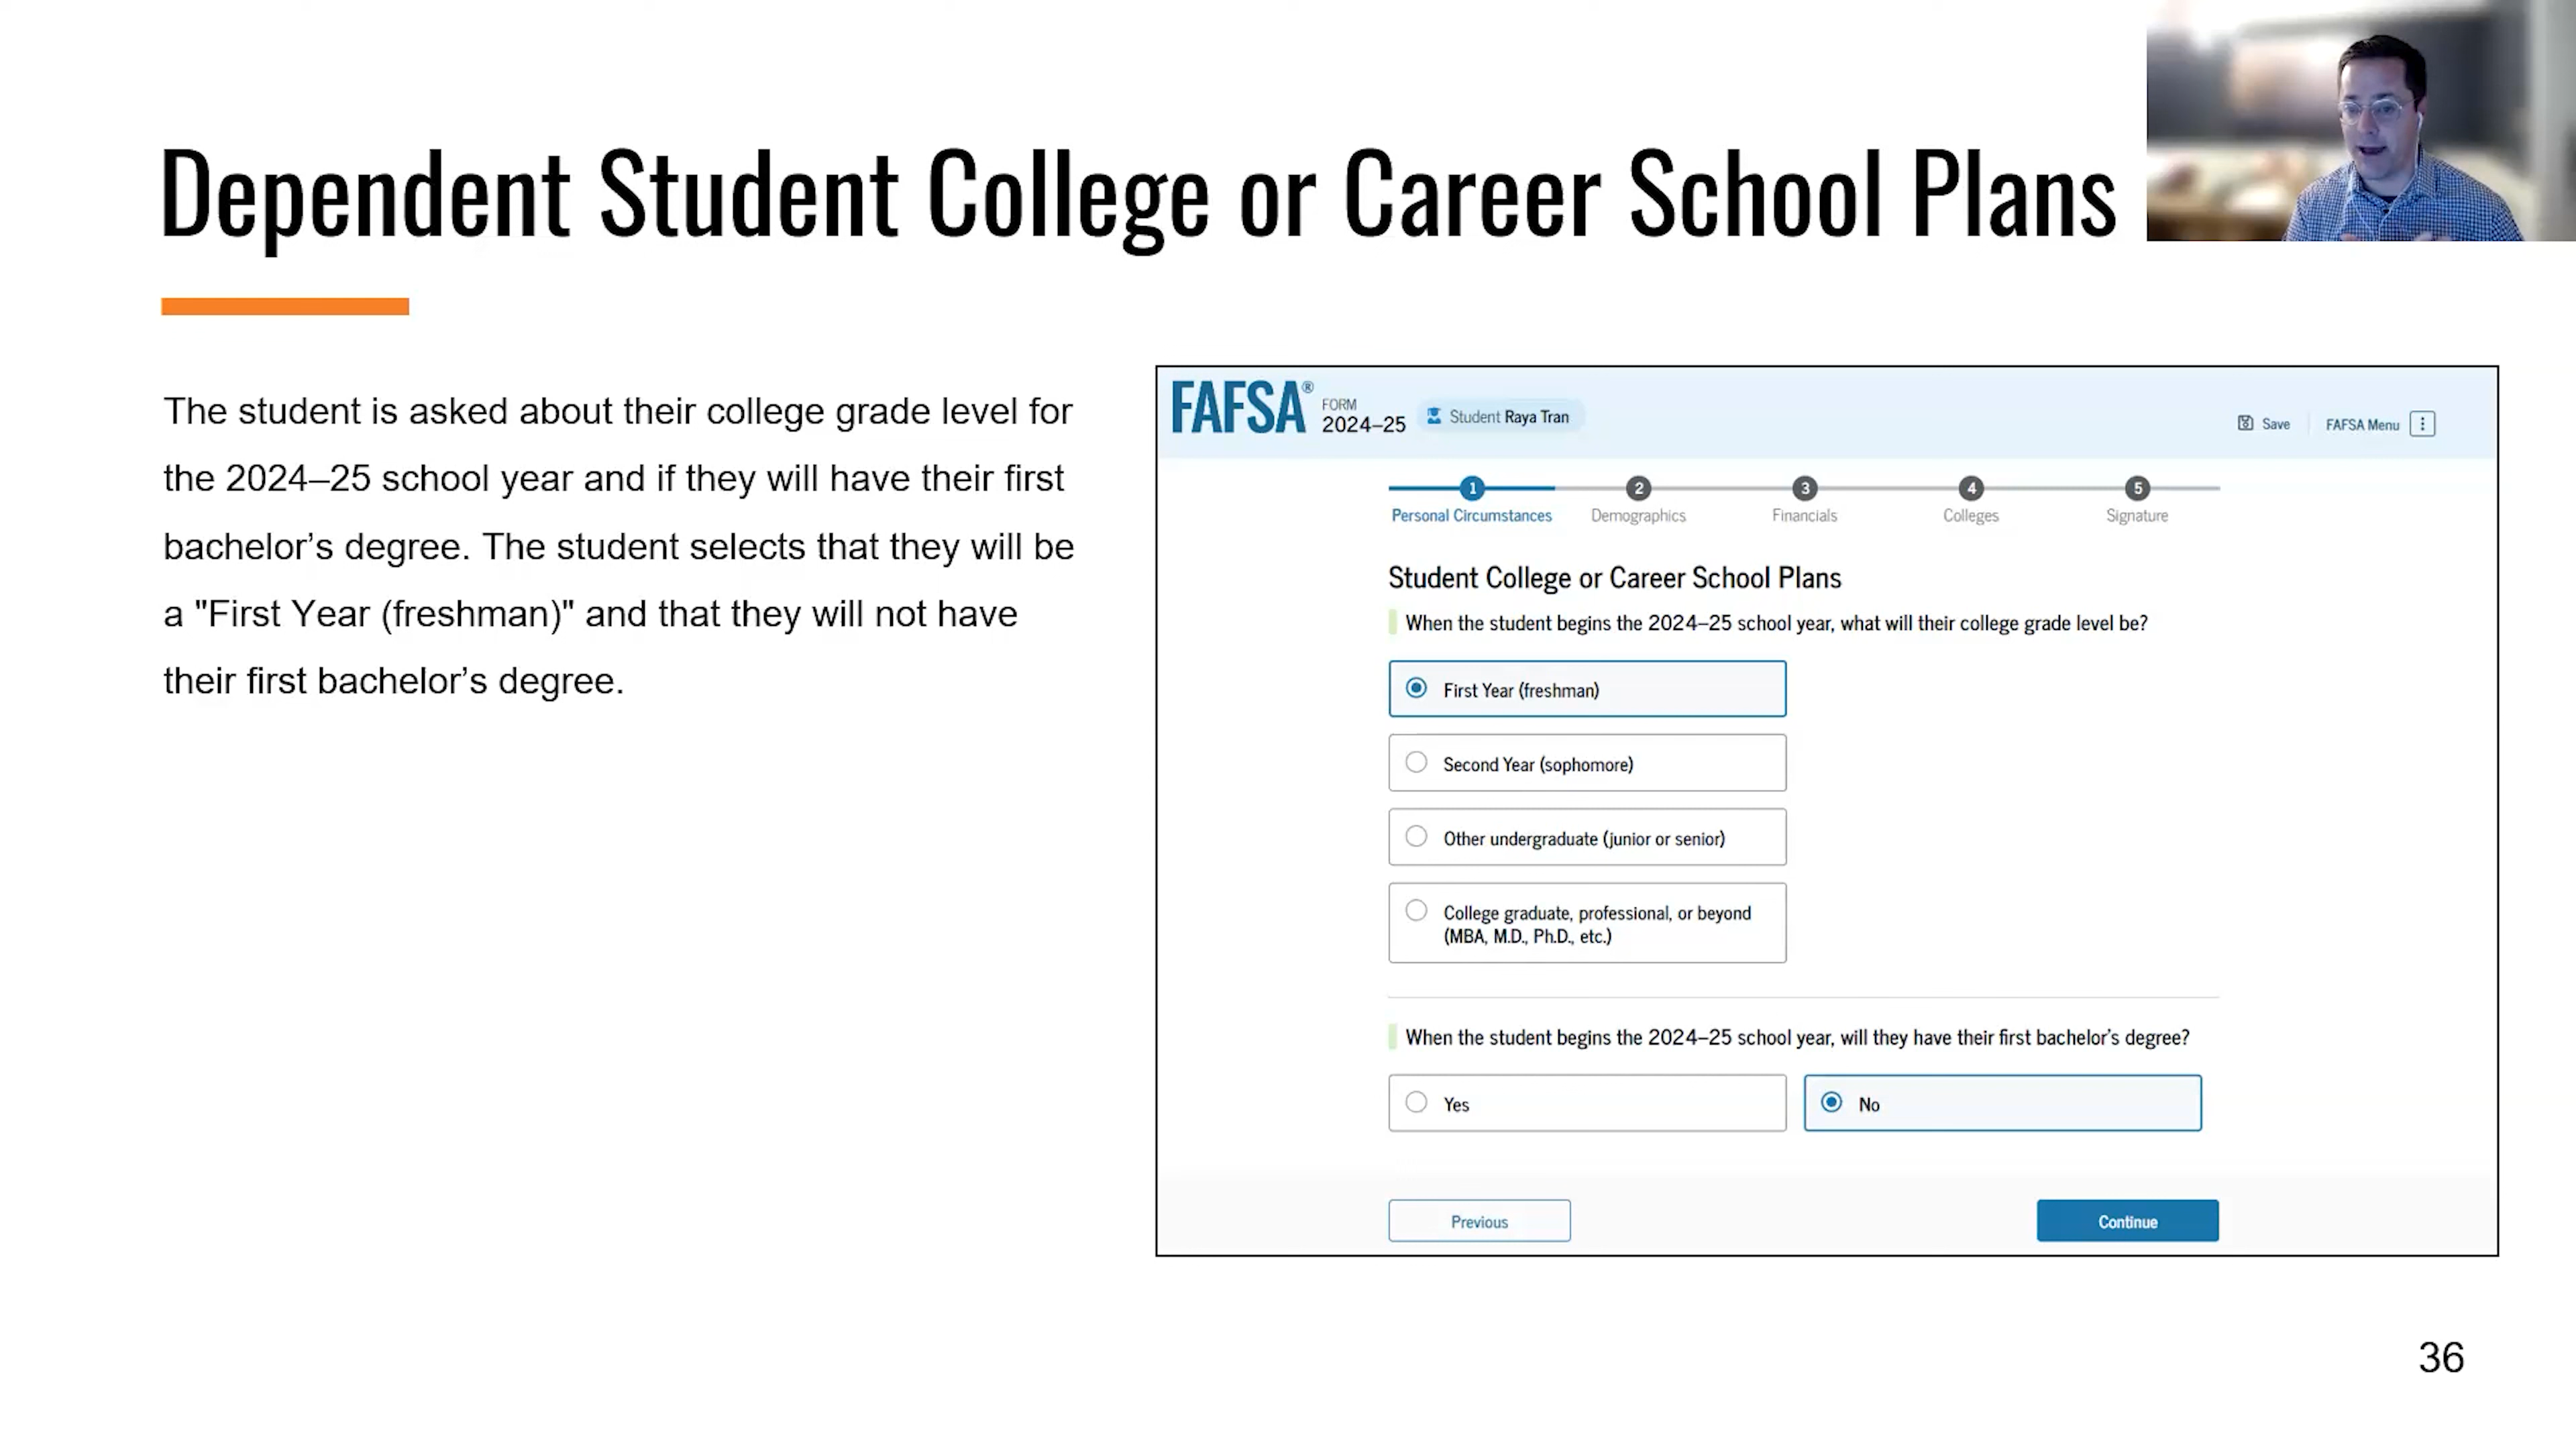 Dependent Student College or Career School Plans
The student is asked about their college grade level for
the 2024–25 school year and if they will have their first
bachelor’s degree. The student selects that they will be
a "First Year (freshman)" and that they will not have
their first bachelor’s degree.
FAFSA®
FORM
2024–25
Student Raya Tran
Save
FAFSA Menu
1 2 3 4 5
Personal Circumstances Demographics Financials Colleges Signature
Student College or Career School Plans
When the student begins the 2024–25 school year, what will their college grade level be?
First Year (freshman)
Second Year (sophomore)
Other undergraduate (junior or senior)
College graduate, professional, or beyond
(MBA, M.D., Ph.D., etc.)
When the student begins the 2024–25 school year, will they have their first bachelor’s degree?
Yes No
Previous Continue
36